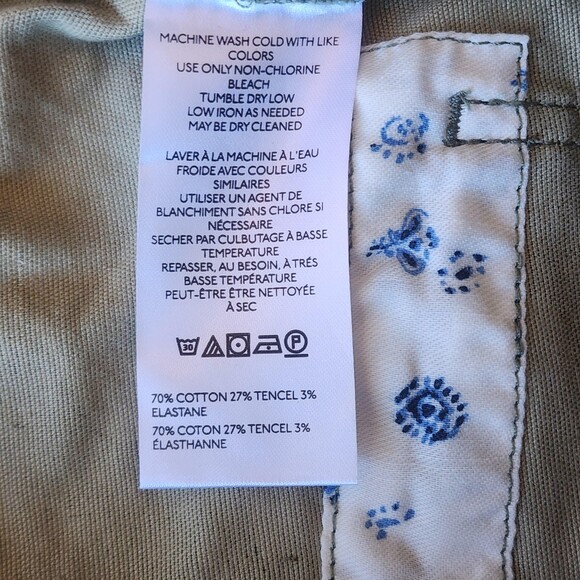 MACHINE WASH COLD WITH LIKE
COLORS
USE ONLY NON-CHLORINE
BLEACH
TUMBLE DRY LOW
LOW IRON AS NEEDED
MAY BE DRY CLEANED
LAVER À LA MACHINE À L'EAU
FROIDE AVEC COULEURS
SIMILAIRES
UTILISER UN AGENT DE
BLANCHIMENT SANS CHLORE SI
NÉCESSAIRE
SECHER PAR CULBUTAGE À BASSE
TEMPERATURE
REPASSER, AU BESOIN, À TRÉS
BASSE TEMPÉRATURE
PEUT-ÊTRE ÊTRE NETTOYÉE
À SEC
30 P
70% COTTON 27% TENCEL 3%
ELASTANE
70% COTON 27% TENCEL 3%
ÉLASTHANNE